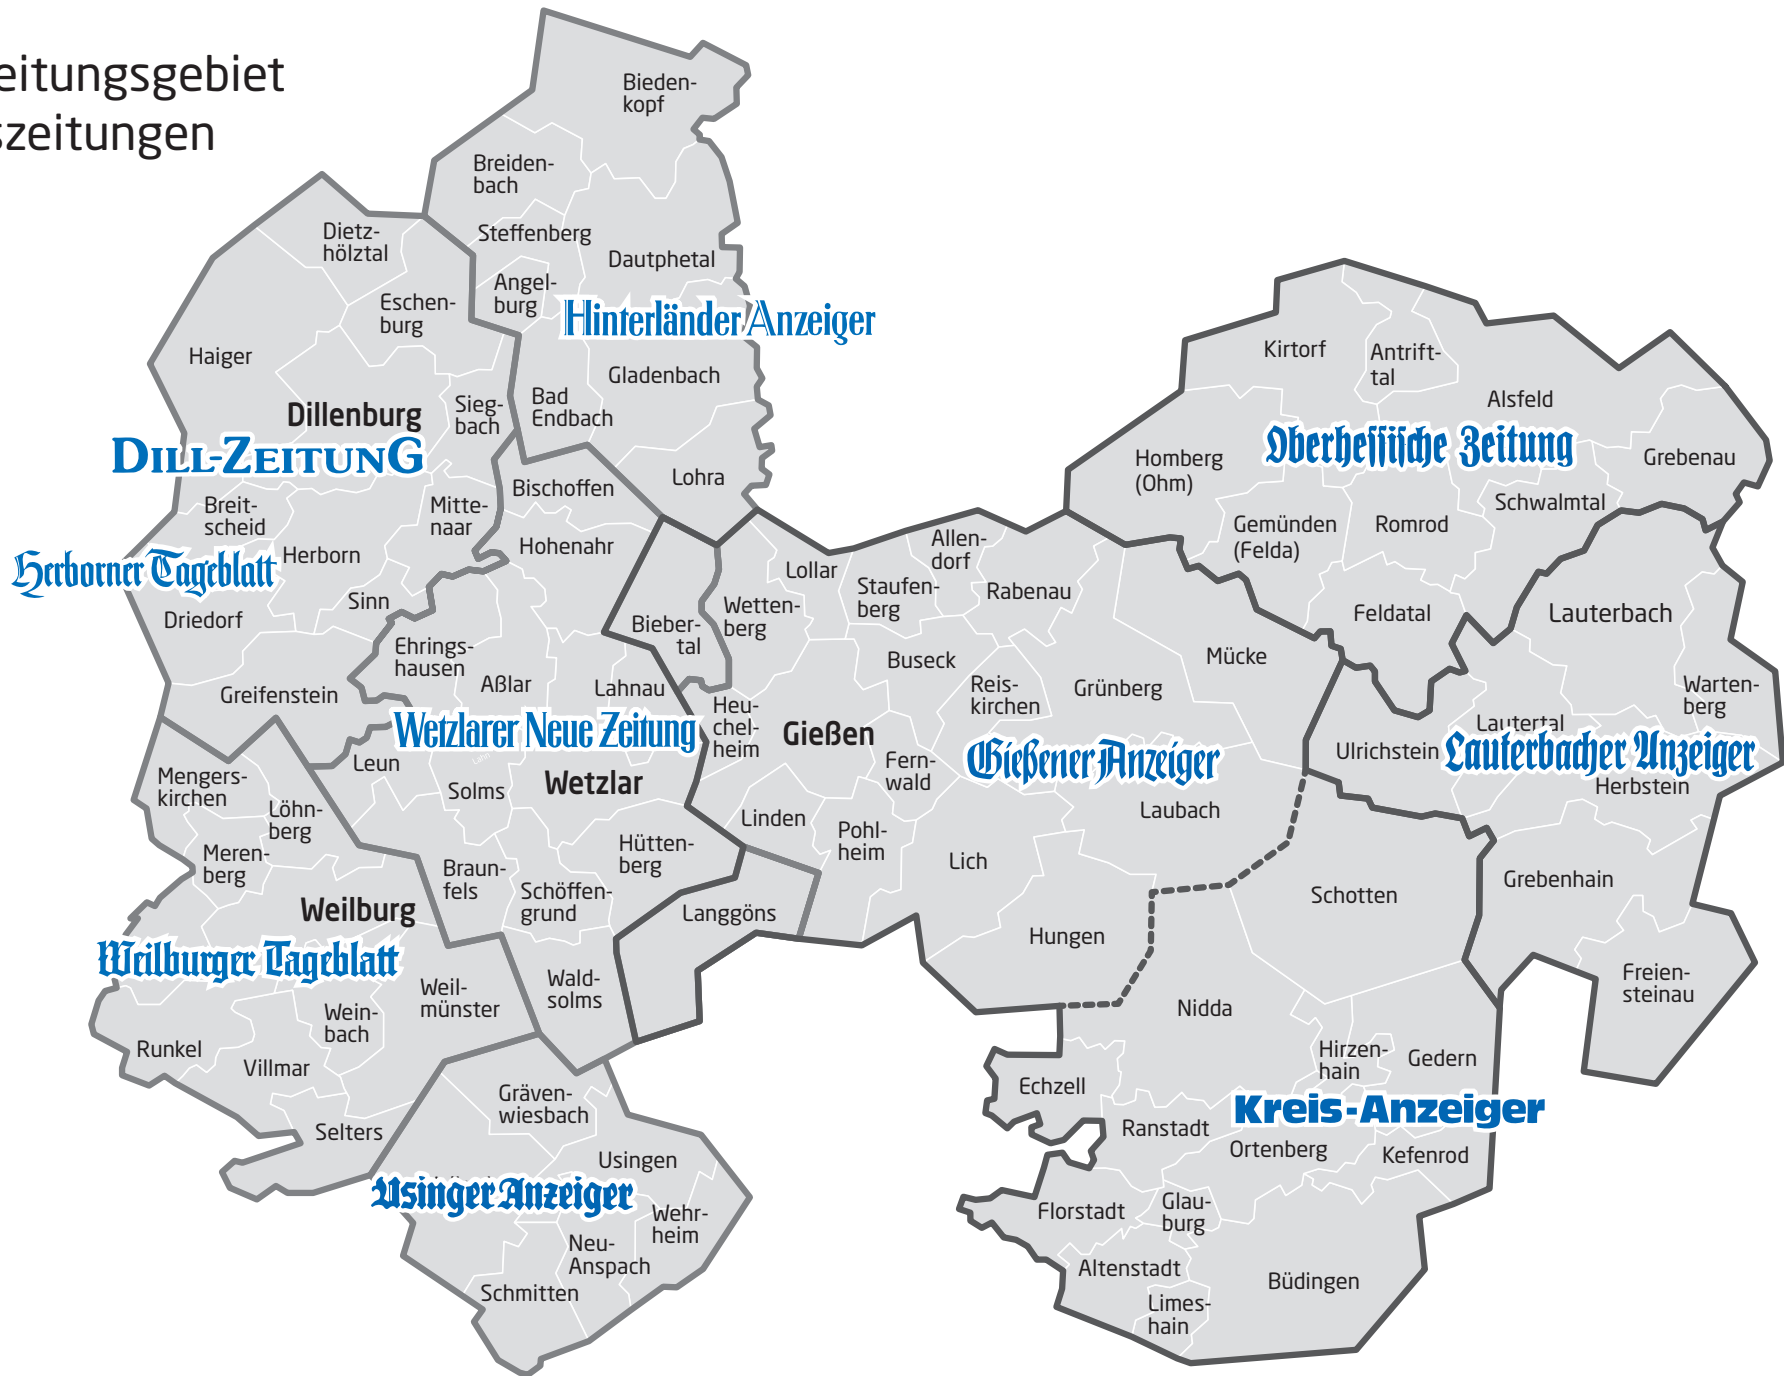 eitungsgebiet
szeitungen
Bieden-
kopf
Breiden-
bach
Steffenberg
Dautphetal
Angel-
burg
Hinterländer Anzeiger
Gladenbach
Bad
Endbach
Lohra
Dietz-
hölztal
Eschen-
burg
Haiger
Dillenburg
Sieg-
bach
DILL-ZEITUNG
Breit-
scheid
Mitte-
naar
Herborn
Herborner Tageblatt
Sinn
Driedorf
Greifenstein
Bischoffen
Hohenahr
Bieber-
tal
Ehrings-
hausen
Aßlar
Lahnau
Wetzlarer Neue Zeitung
Leun
Solms
Wetzlar
Hütten-
berg
Braun-
fels
Schöffen-
grund
Wald-
solms
Mengers-
kirchen
Löhn-
berg
Meren-
berg
Weilburg
Weilburger Tageblatt
Weil-
münster
Wein-
bach
Runkel
Villmar
Selters
Gräven-
wiesbach
Usingen
Usinger Anzeiger
Wehr-
heim
Neu-
Anspach
Schmitten
Lollar
Allen-
dorf
Staufen-
berg
Rabenau
Wetten-
berg
Buseck
Reis-
kirchen
Grünberg
Mücke
Heu-
chel-
heim
Gießen
Fern-
wald
Gießener Anzeiger
Laubach
Linden
Pohl-
heim
Lich
Langgöns
Hungen
Kirtorf
Antrift-
tal
Alsfeld
Oberhessische Zeitung
Homberg
(Ohm)
Grebenau
Schwalmtal
Gemünden
(Felda)
Romrod
Feldatal
Lauterbach
Warten-
berg
Lautertal
Ulrichstein
Lauterbacher Anzeiger
Herbstein
Grebenhain
Freien-
steinau
Schotten
Nidda
Hirzen-
hain
Gedern
Echzell
Kreis-Anzeiger
Ranstadt
Ortenberg
Kefenrod
Florstadt
Glau-
burg
Altenstadt
Büdingen
Limes-
hain